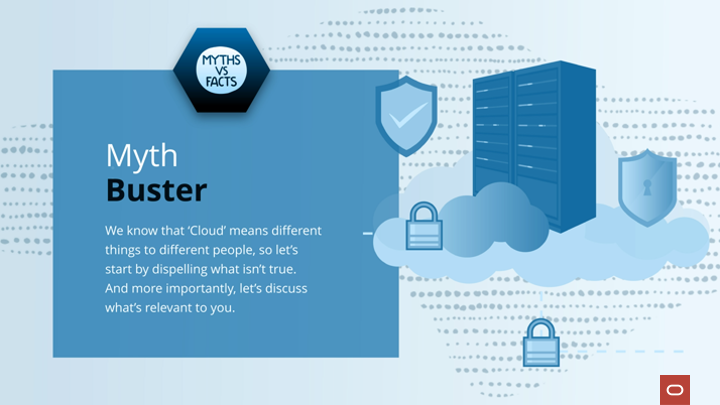 MYTHS
VS
FACTS
Myth
Buster
We know that ‘Cloud’ means different
things to different people, so let’s
start by dispelling what isn’t true.
And more importantly, let’s discuss
what’s relevant to you.